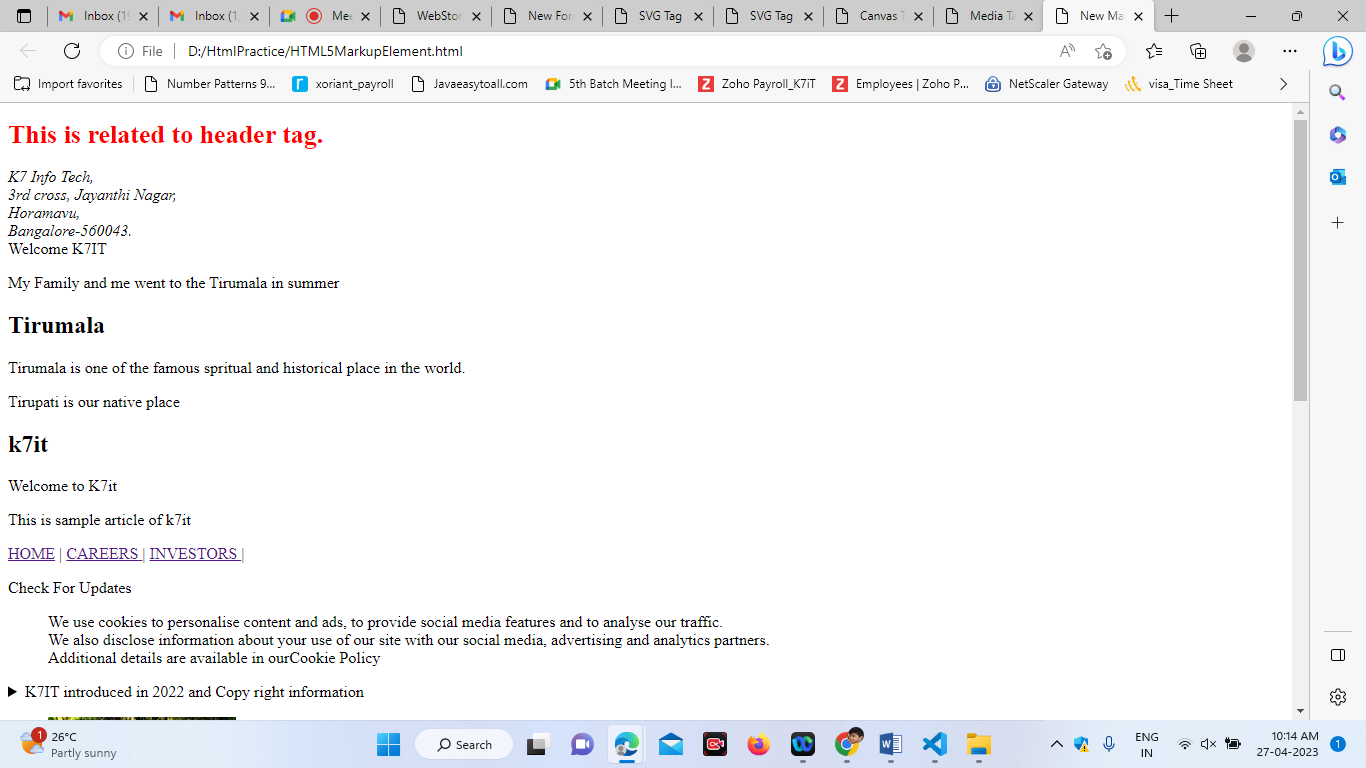 Inbox (1
Inbox (1,
Mee
WebStor
New For
SVG Tag
SVG Tag
Canvas T
Media Ta
New Ma
File
D:/HtmlPractice/HTML5MarkupElement.html
Import favorites
Number Patterns 9...
xoriant_payroll
Javaeasytoall.com
5th Batch Meeting l...
Zoho Payroll_K7iT
Employees | Zoho P...
NetScaler Gateway
visa_Time Sheet
This is related to header tag.
K7 Info Tech,
3rd cross, Jayanthi Nagar,
Horamavu,
Bangalore-560043.
Welcome K7IT
My Family and me went to the Tirumala in summer
Tirumala
Tirumala is one of the famous spritual and historical place in the world.
Tirupati is our native place
k7it
Welcome to K7it
This is sample article of k7it
HOME | CAREERS | INVESTORS |
Check For Updates
We use cookies to personalise content and ads, to provide social media features and to analyse our traffic.
We also disclose information about your use of our site with our social media, advertising and analytics partners.
Additional details are available in ourCookie Policy
K7IT introduced in 2022 and Copy right information
1
26°C
Partly sunny
Search
ENG
IN
10:14 AM
27-04-2023
1